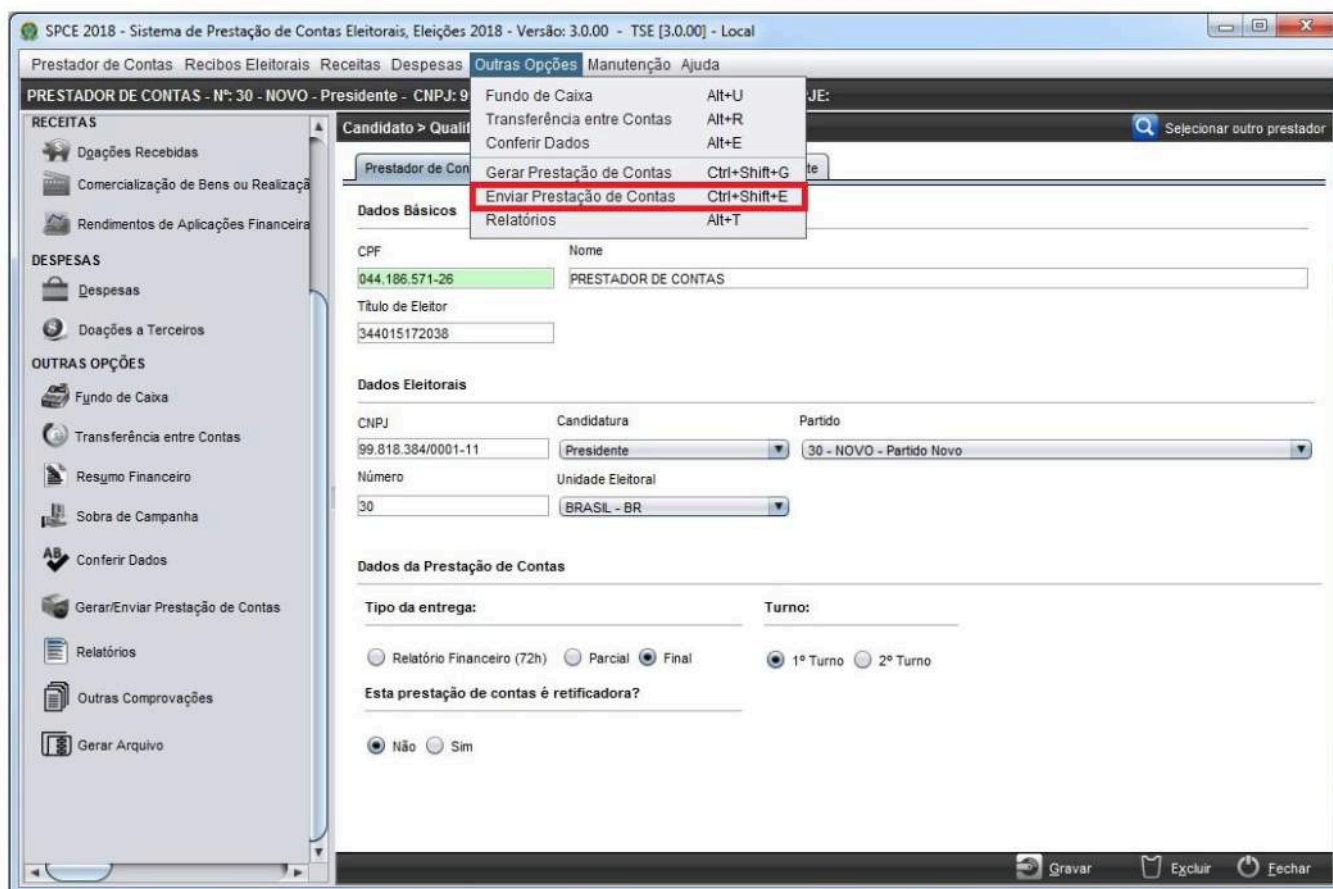 SPCE 2018 - Sistema de Prestação de Contas Eleitorais, Eleições 2018 - Versão: 3.0.00 - TSE [3.0.00] - Local
Prestador de Contas Recibos Eleitorais Receitas Despesas Outras Opções Manutenção Ajuda
PRESTADOR DE CONTAS - Nº: 30 - NOVO - Presidente - CNPJ: 9
JE:
Fundo de Caixa Alt+U
Transferência entre Contas Alt+R
Conferir Dados Alt+E
Gerar Prestação de Contas Ctrl+Shift+G
Enviar Prestação de Contas Ctrl+Shift+E
Relatórios Alt+T
RECEITAS
Doações Recebidas
Comercialização de Bens ou Realizaçã
Rendimentos de Aplicações Financeira
DESPESAS
Despesas
Doações a Terceiros
OUTRAS OPÇÕES
Fundo de Caixa
Transferência entre Contas
Resumo Financeiro
Sobra de Campanha
Conferir Dados
Gerar/Enviar Prestação de Contas
Relatórios
Outras Comprovações
Gerar Arquivo
Candidato > Qualif
Selecionar outro prestador
Prestador de Con
te
Dados Básicos
CPF Nome
044.186.571-26 PRESTADOR DE CONTAS
Título de Eleitor
344015172038
Dados Eleitorais
CNPJ Candidatura Partido
99.818.384/0001-11 Presidente 30 - NOVO - Partido Novo
Número Unidade Eleitoral
30 BRASIL - BR
Dados da Prestação de Contas
Tipo da entrega: Turno:
Relatório Financeiro (72h) Parcial Final 1º Turno 2º Turno
Esta prestação de contas é retificadora?
Não Sim
Gravar Excluir Fechar